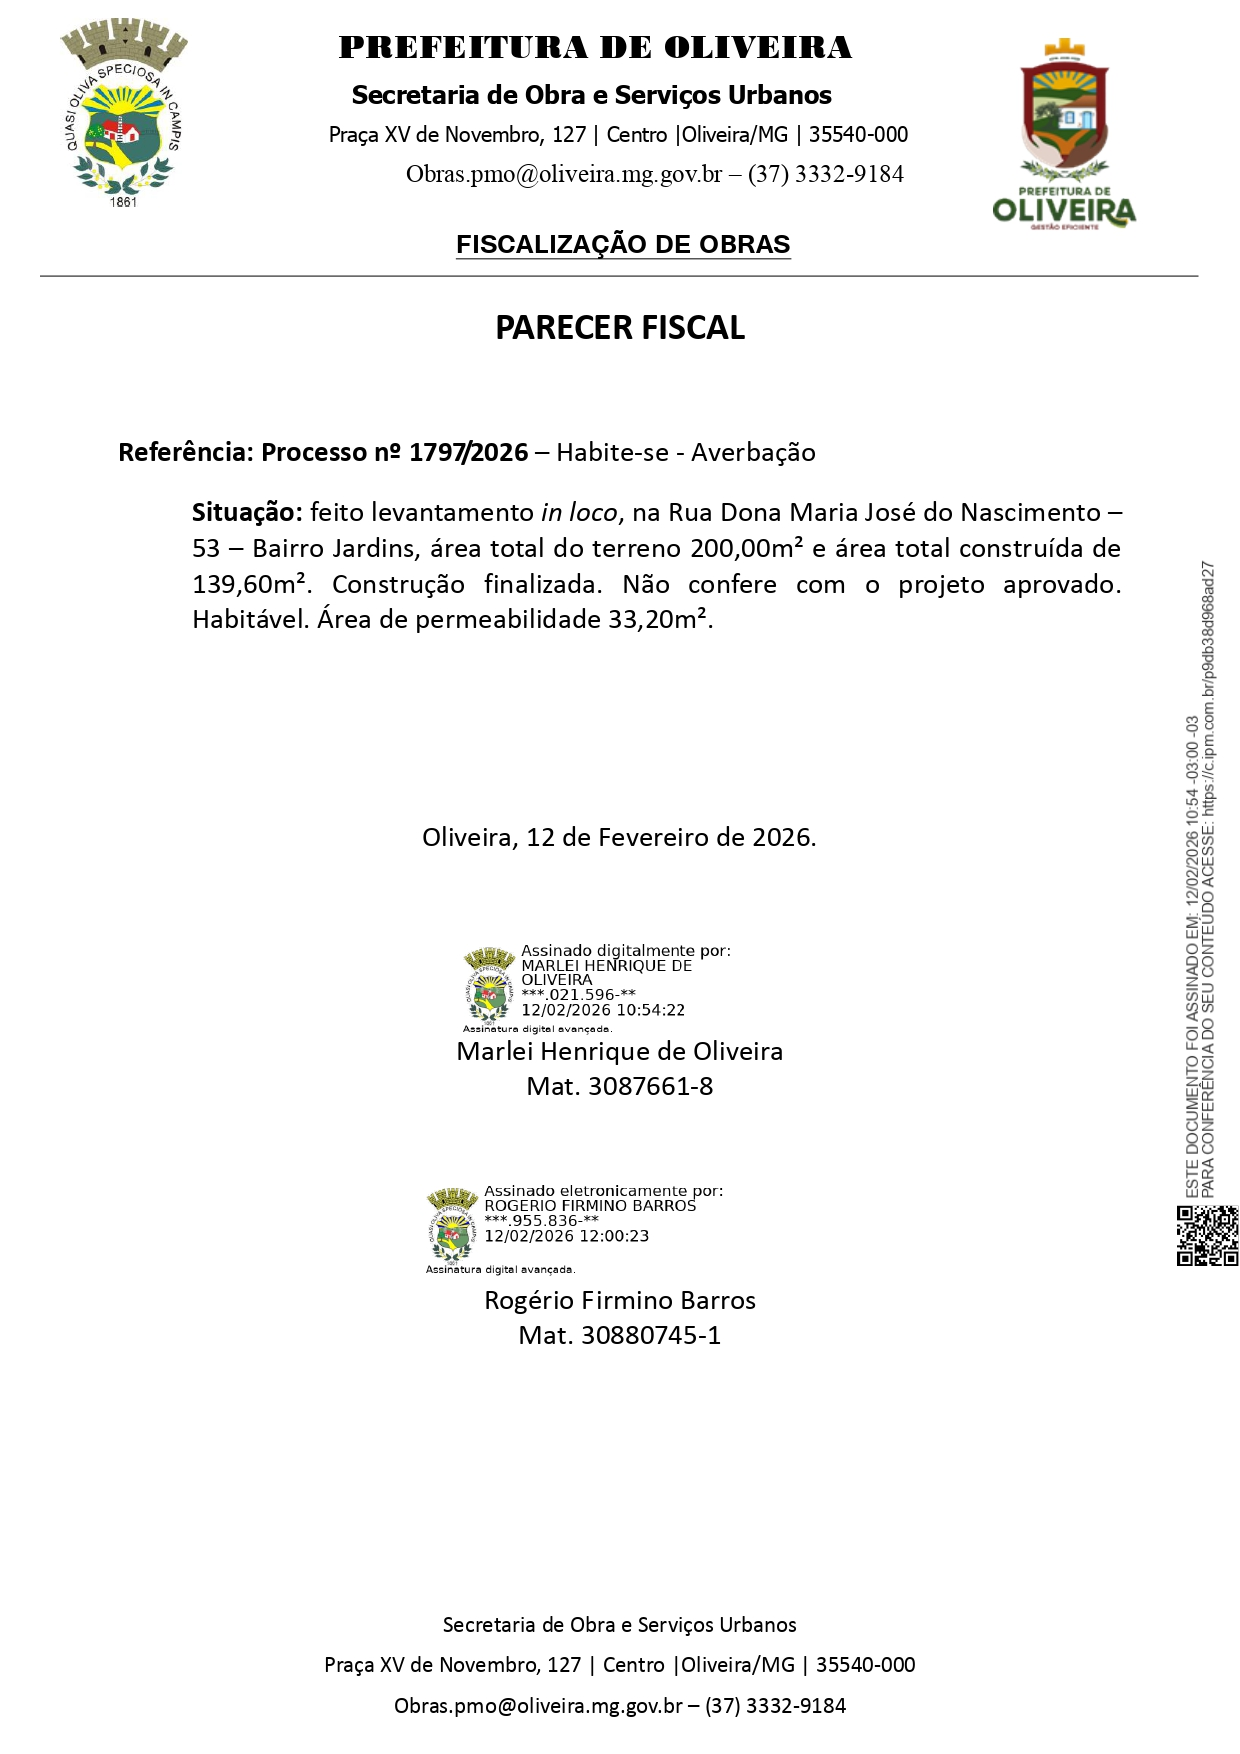 QUASI OLIVA SPECIOSA IN CAMPIS
1861
PREFEITURA DE OLIVEIRA
Secretaria de Obra e Serviços Urbanos
Praça XV de Novembro, 127 | Centro |Oliveira/MG | 35540-000
Obras.pmo@oliveira.mg.gov.br – (37) 3332-9184
PREFEITURA DE
OLIVEIRA
GESTÃO EFICIENTE
FISCALIZAÇÃO DE OBRAS
PARECER FISCAL
Referência: Processo nº 1797/2026 – Habite-se - Averbação
Situação: feito levantamento in loco, na Rua Dona Maria José do Nascimento –
53 – Bairro Jardins, área total do terreno 200,00m² e área total construída de
139,60m². Construção finalizada. Não confere com o projeto aprovado.
Habitável. Área de permeabilidade 33,20m².
Oliveira, 12 de Fevereiro de 2026.
Assinado digitalmente por:
MARLEI HENRIQUE DE
OLIVEIRA
***.021.596-**
12/02/2026 10:54:22
Assinatura digital avançada.
Marlei Henrique de Oliveira
Mat. 3087661-8
Assinado eletronicamente por:
ROGERIO FIRMINO BARROS
***.955.836-**
12/02/2026 12:00:23
Assinatura digital avançada.
Rogério Firmino Barros
Mat. 30880745-1
ESTE DOCUMENTO FOI ASSINADO EM: 12/02/2026 10:54 -03:00 -03
PARA CONFERÊNCIA DO SEU CONTEÚDO ACESSE: https://c.ipm.com.br/p9db38d968ad27
Secretaria de Obra e Serviços Urbanos
Praça XV de Novembro, 127 | Centro |Oliveira/MG | 35540-000
Obras.pmo@oliveira.mg.gov.br – (37) 3332-9184